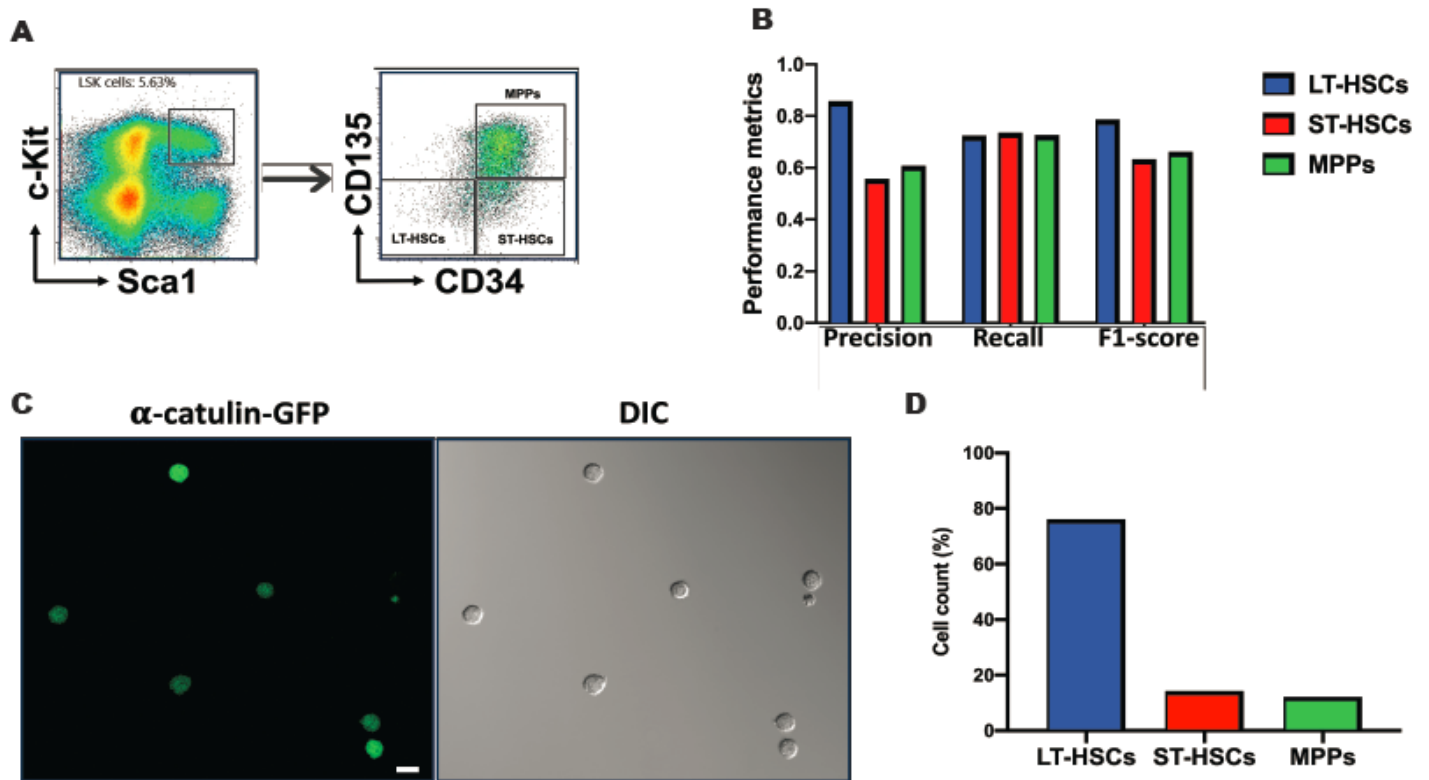 A
LSK cells: 5.63%
c-Kit
Sca1
MPPs
CD135
LT-HSCs
ST-HSCs
CD34
B
Performance metrics
1.0
0.8
0.6
0.4
0.2
0.0
Precision
Recall
F1-score
LT-HSCs
ST-HSCs
MPPs
C
α-catulin-GFP
DIC
D
Cell count (%)
100
80
60
40
20
0
LT-HSCs
ST-HSCs
MPPs